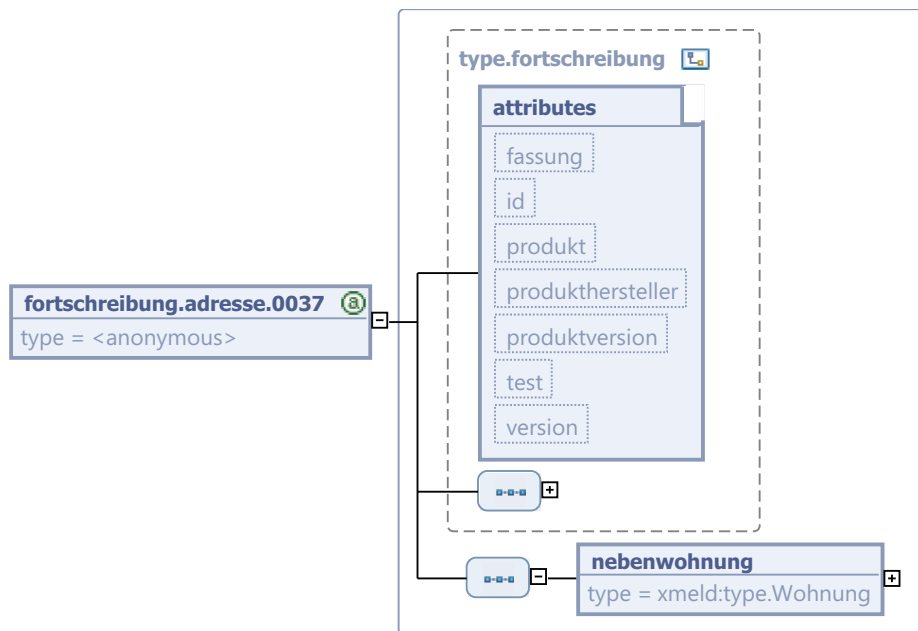 type.fortschreibung
attributes
fassung
id
produkt
produkthersteller
produktversion
test
version
fortschreibung.adresse.0037 @
type = <anonymous>
nebenwohnung
type = xmeld:type.Wohnung